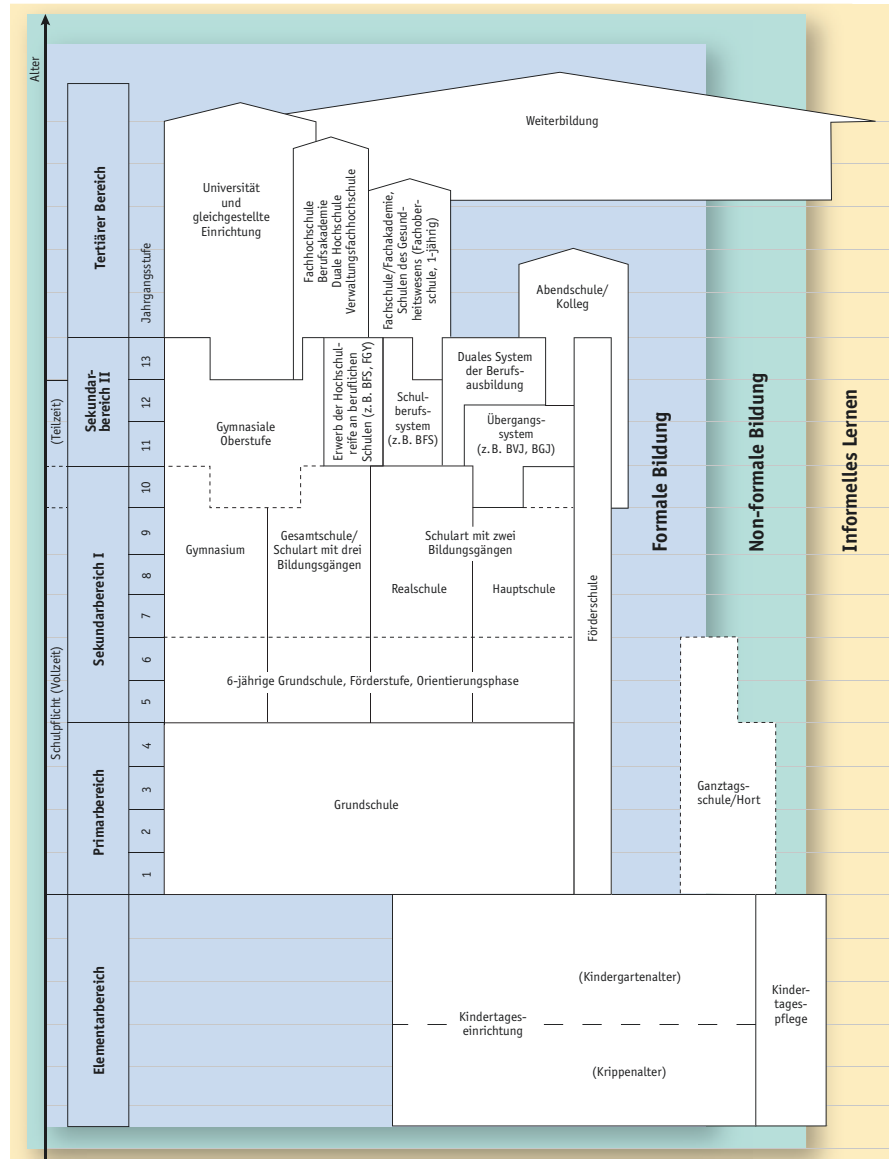 Alter
Weiterbildung
Tertiärer Bereich
Jahrgangsstufe
Universität
und
gleichgestellte
Einrichtung
Fachhochschule
Berufsakademie
Duale Hochschule
Verwaltungsfachhochschule
Fachschule/Fachakademie,
Schulen des Gesund-
heitswesens (Fachober-
schule, 1-jährig)
Abendschule/
Kolleg
(Teilzeit)
Sekundar-
bereich II
13
12
11
Gymnasiale
Oberstufe
Erwerb der Hochschul-
reife an beruflichen
Schulen (z. B. BFS, FGY)
Schul-
berufs-
system
(z.B. BFS)
Duales System
der Berufs-
ausbildung
Übergangs-
system
(z.B. BVJ, BGJ)
Formale Bildung
Non-formale Bildung
Informelles Lernen
Schulpflicht (Vollzeit)
Sekundarbereich I
10
9
8
7
6
5
Gymnasium
Gesamtschule/
Schulart mit drei
Bildungsgängen
Schulart mit zwei
Bildungsgängen
Realschule
Hauptschule
Förderschule
6-jährige Grundschule, Förderstufe, Orientierungsphase
Primarbereich
4
3
2
1
Grundschule
Ganztags-
schule/Hort
Elementarbereich
(Kindergartenalter)
Kindertages-
einrichtung
(Krippenalter)
Kinder-
tages-
pflege